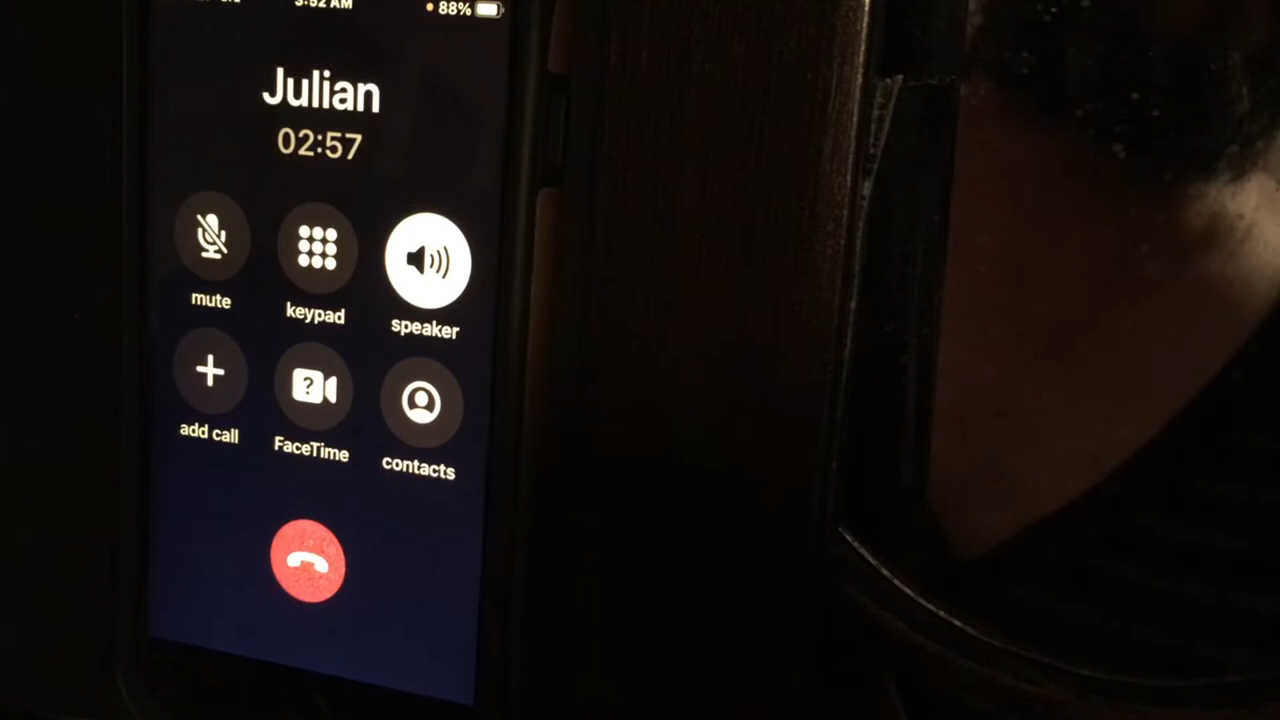 3:52 AM 88%
Julian
02:57
mute keypad speaker
?
add call FaceTime contacts